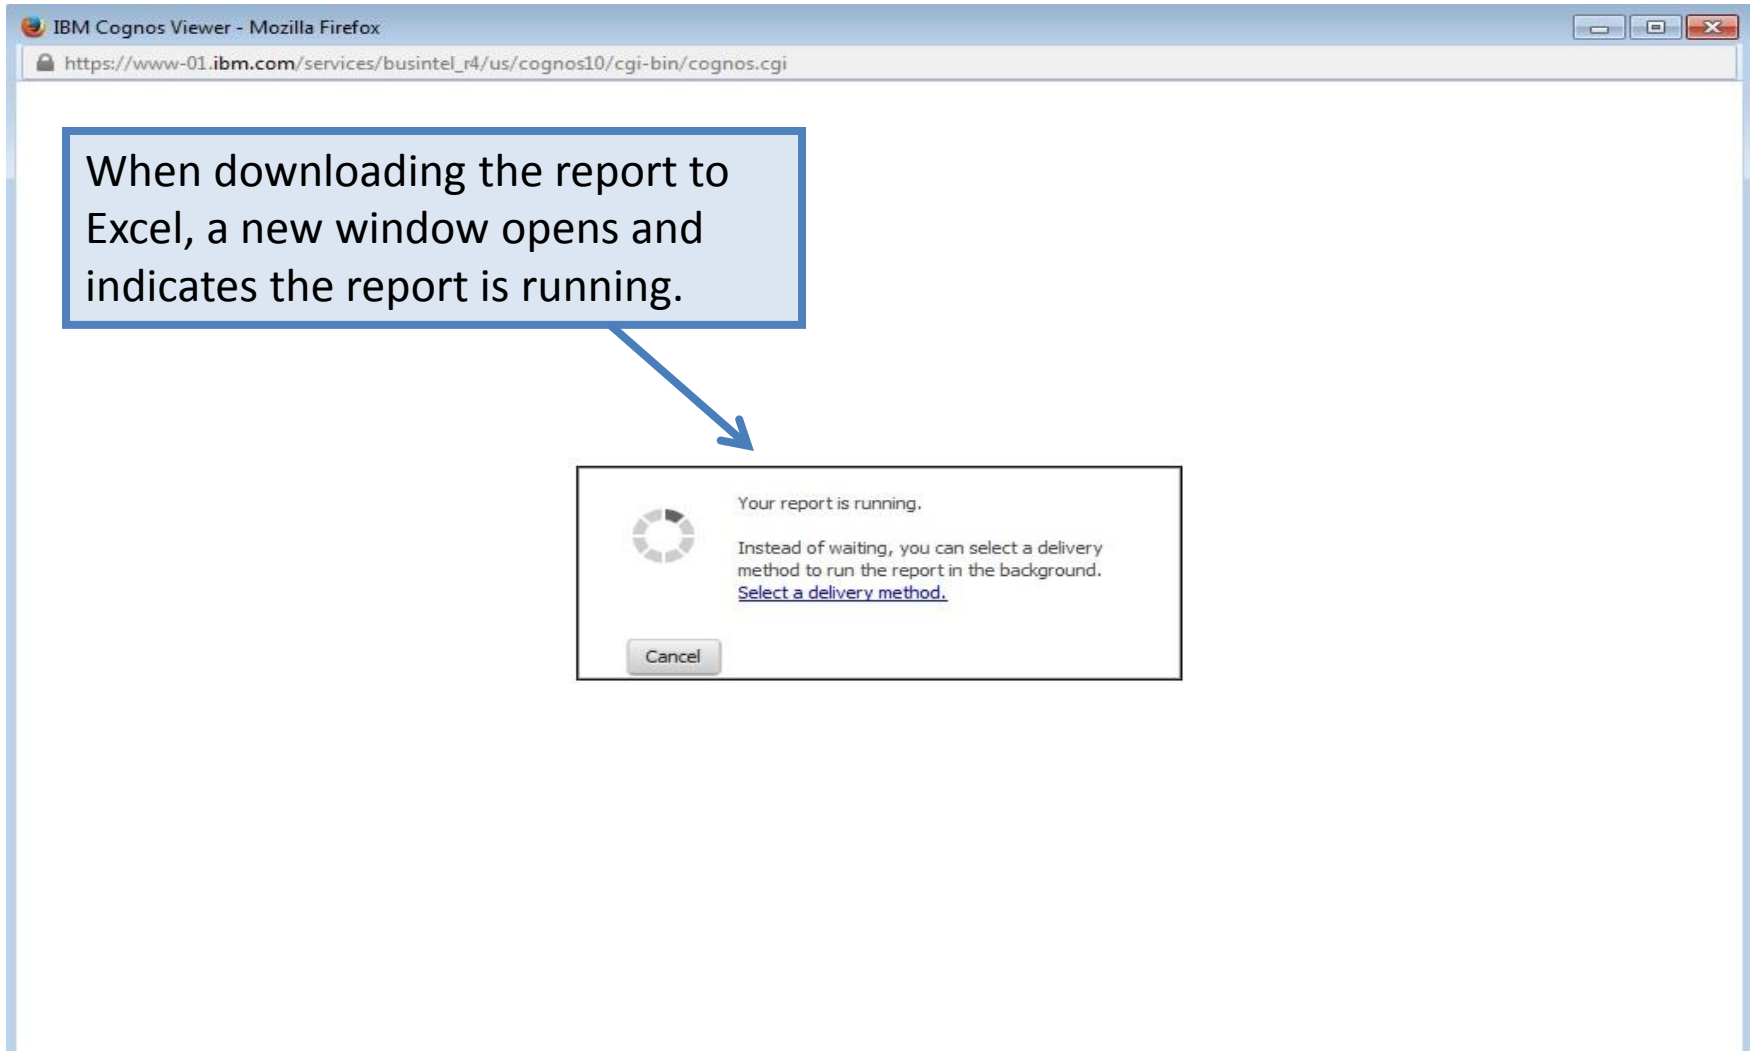 IBM Cognos Viewer - Mozilla Firefox
https://www-01.ibm.com/services/busintel_r4/us/cognos10/cgi-bin/cognos.cgi
When downloading the report to
Excel, a new window opens and
indicates the report is running.
Your report is running.
Instead of waiting, you can select a delivery
method to run the report in the background.
Select a delivery method.
Cancel